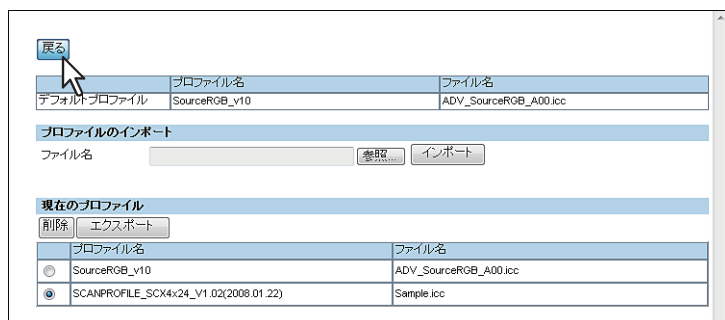 戻る
プロファイル名 ファイル名
デフォルトプロファイル SourceRGB_v10 ADV_SourceRGB_A00.icc
プロファイルのインポート
ファイル名 参照... インポート
現在のプロファイル
削除 エクスポート
プロファイル名 ファイル名
SourceRGB_v10 ADV_SourceRGB_A00.icc
SCANPROFILE_SCX4x24_V1.02(2008.01.22) Sample.icc